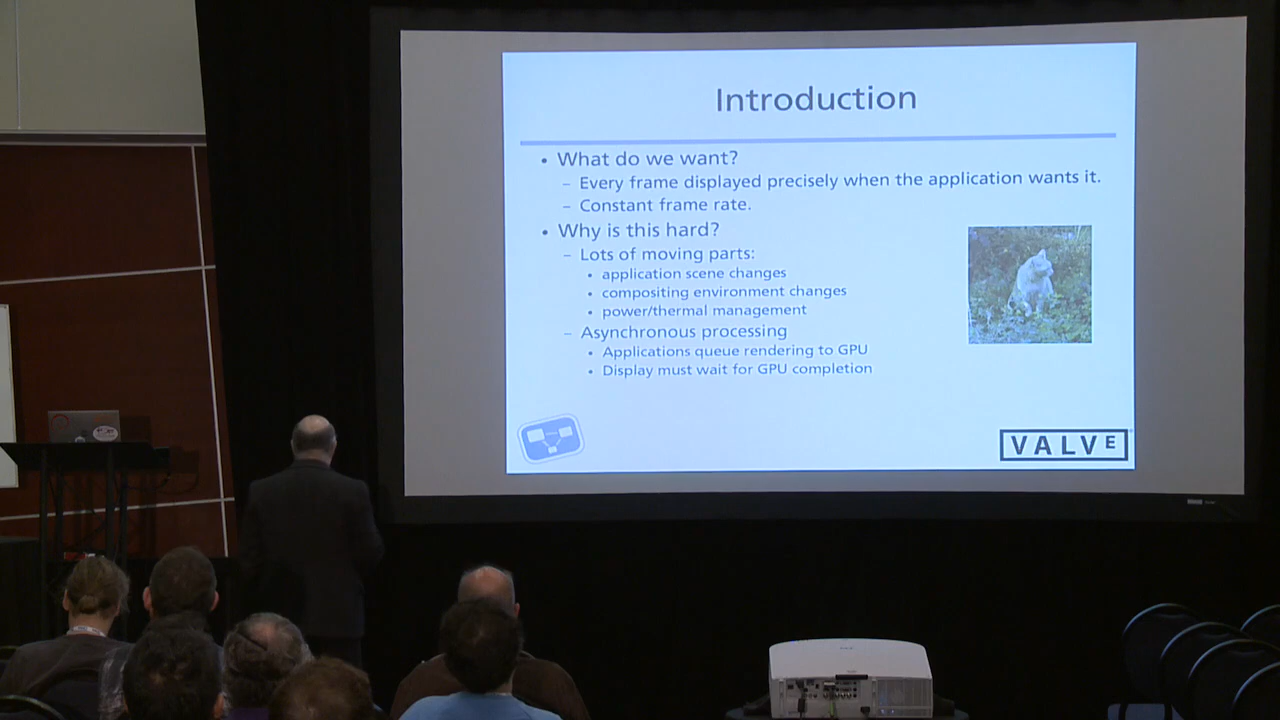 Introduction
• What do we want?
– Every frame displayed precisely when the application wants it.
– Constant frame rate.
• Why is this hard?
– Lots of moving parts:
• application scene changes
• compositing environment changes
• power/thermal management
– Asynchronous processing
• Applications queue rendering to GPU
• Display must wait for GPU completion
VALVE